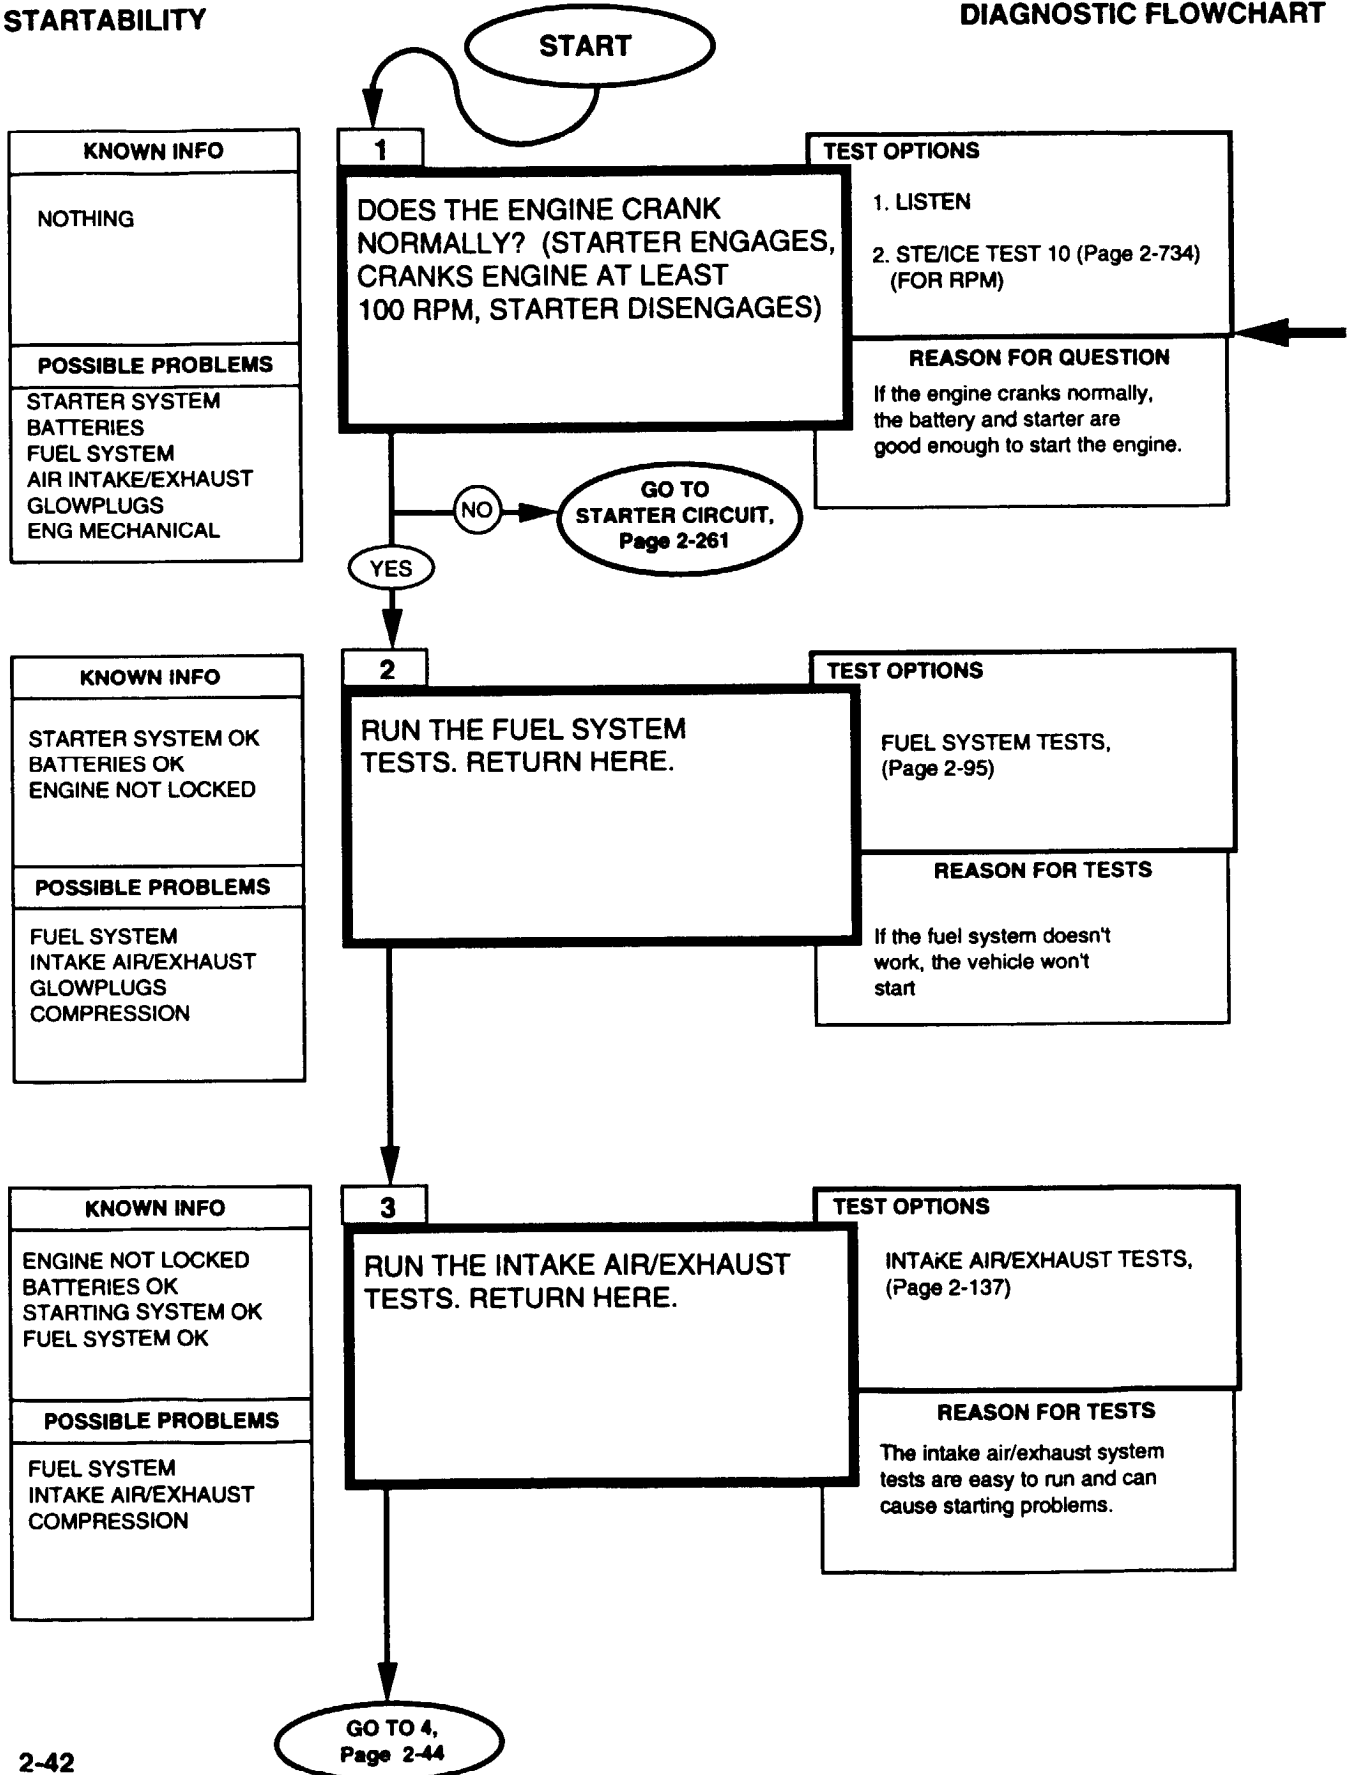 STARTABILITY
DIAGNOSTIC FLOWCHART
START
KNOWN INFO
NOTHING
POSSIBLE PROBLEMS
STARTER SYSTEM
BATTERIES
FUEL SYSTEM
AIR INTAKE/EXHAUST
GLOWPLUGS
ENG MECHANICAL
1
DOES THE ENGINE CRANK
NORMALLY? (STARTER ENGAGES,
CRANKS ENGINE AT LEAST
100 RPM, STARTER DISENGAGES)
TEST OPTIONS
1. LISTEN
2. STE/ICE TEST 10 (Page 2-734)
(FOR RPM)
REASON FOR QUESTION
If the engine cranks normally,
the battery and starter are
good enough to start the engine.
NO
GO TO
STARTER CIRCUIT,
Page 2-261
YES
KNOWN INFO
STARTER SYSTEM OK
BATTERIES OK
ENGINE NOT LOCKED
POSSIBLE PROBLEMS
FUEL SYSTEM
INTAKE AIR/EXHAUST
GLOWPLUGS
COMPRESSION
2
RUN THE FUEL SYSTEM
TESTS. RETURN HERE.
TEST OPTIONS
FUEL SYSTEM TESTS,
(Page 2-95)
REASON FOR TESTS
If the fuel system doesn't
work, the vehicle won't
start
KNOWN INFO
ENGINE NOT LOCKED
BATTERIES OK
STARTING SYSTEM OK
FUEL SYSTEM OK
POSSIBLE PROBLEMS
FUEL SYSTEM
INTAKE AIR/EXHAUST
COMPRESSION
3
RUN THE INTAKE AIR/EXHAUST
TESTS. RETURN HERE.
TEST OPTIONS
INTAKE AIR/EXHAUST TESTS,
(Page 2-137)
REASON FOR TESTS
The intake air/exhaust system
tests are easy to run and can
cause starting problems.
GO TO 4,
Page 2-44
2-42